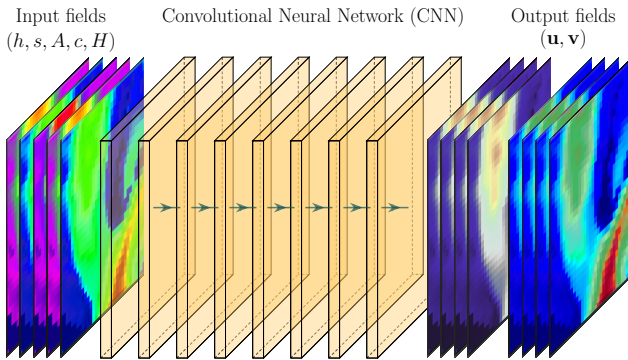 Input fields
(h, s, A, c, H)
Convolutional Neural Network (CNN)
Output fields
(u, v)